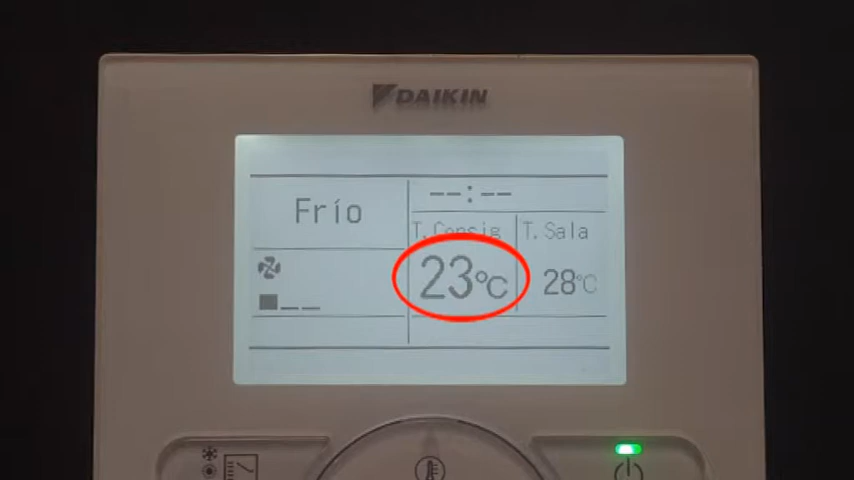 DAIKIN
Frío
--:--
T.Consig
T.Sala
23°C
28°C